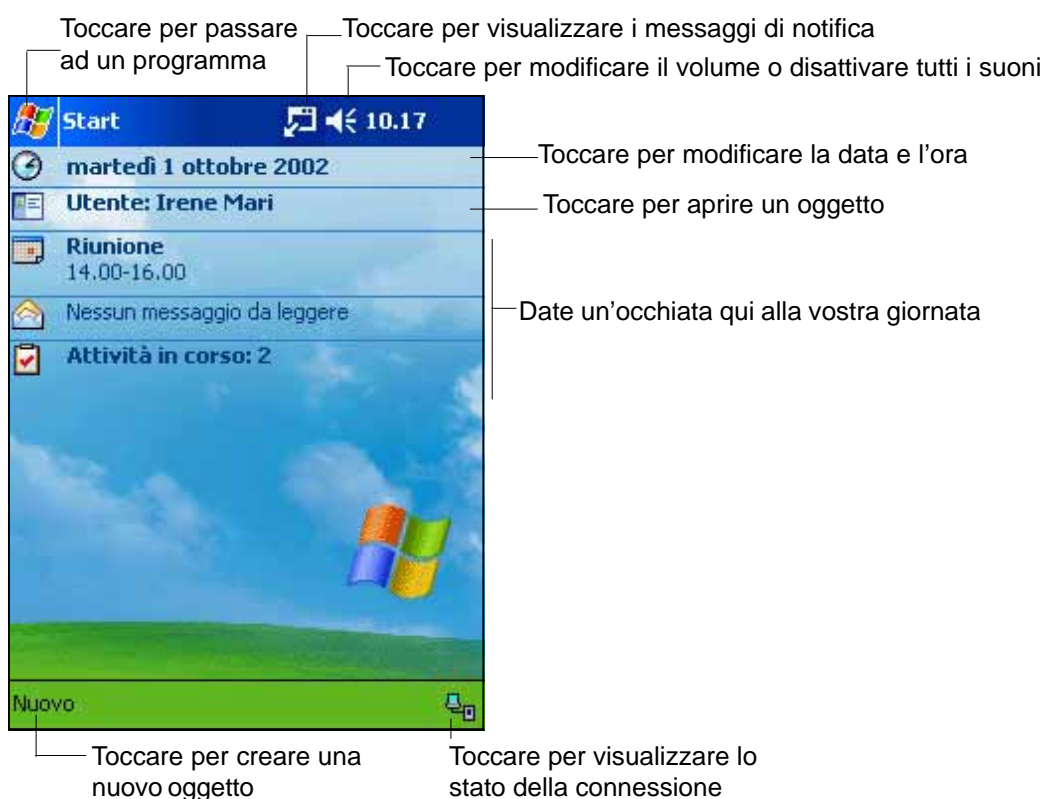 Toccare per passare
ad un programma
Toccare per visualizzare i messaggi di notifica
Toccare per modificare il volume o disattivare tutti i suoni
Start 10.17
martedì 1 ottobre 2002
Toccare per modificare la data e l'ora
Utente: Irene Mari
Toccare per aprire un oggetto
Riunione
14.00-16.00
Nessun messaggio da leggere
Date un'occhiata qui alla vostra giornata
Attività in corso: 2
Nuovo
Toccare per creare una
nuovo oggetto
Toccare per visualizzare lo
stato della connessione